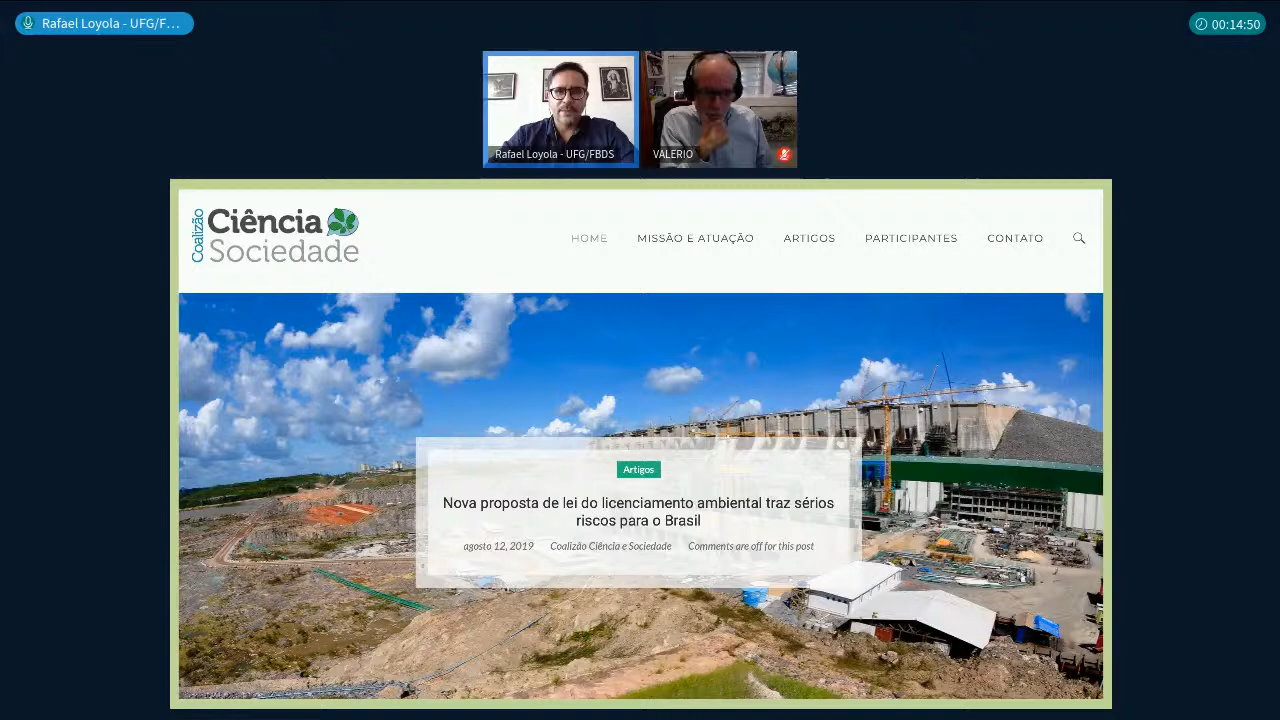 Rafael Loyola - UFG/F...
00:14:50
Rafael Loyola - UFG/FBDS
VALERIO
Coalizão
Ciência
Sociedade
HOME
MISSÃO E ATUAÇÃO
ARTIGOS
PARTICIPANTES
CONTATO
Artigos
Nova proposta de lei do licenciamento ambiental traz sérios
riscos para o Brasil
agosto 12, 2019
Coalizão Ciência e Sociedade
Comments are off for this post